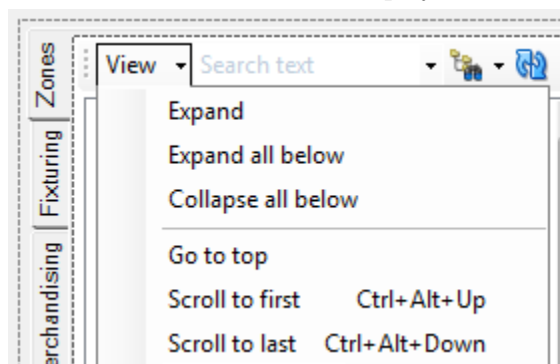 Zones
Fixturing
View Search text
Expand
Expand all below
Collapse all below
Go to top
Scroll to first Ctrl+Alt+Up
Scroll to last Ctrl+Alt+Down